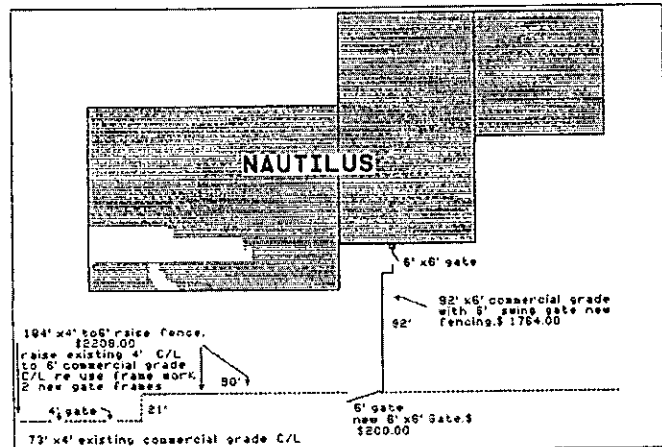 NAUTILUS
6' x6' gate
92' x6' commercial grade
with 6' swing gate new
fencing.$ 1764.00
92'
184' x4' to6' raise fence.
$2208.00
raise existing 4' C/L
to 6' commercial grade
C/L re use frame work.
2 new gate frames
90'
4' gate
21'
6' gate
new 6' x6' Gate.$
$200.00
73' x4' existing commercial grade C/L